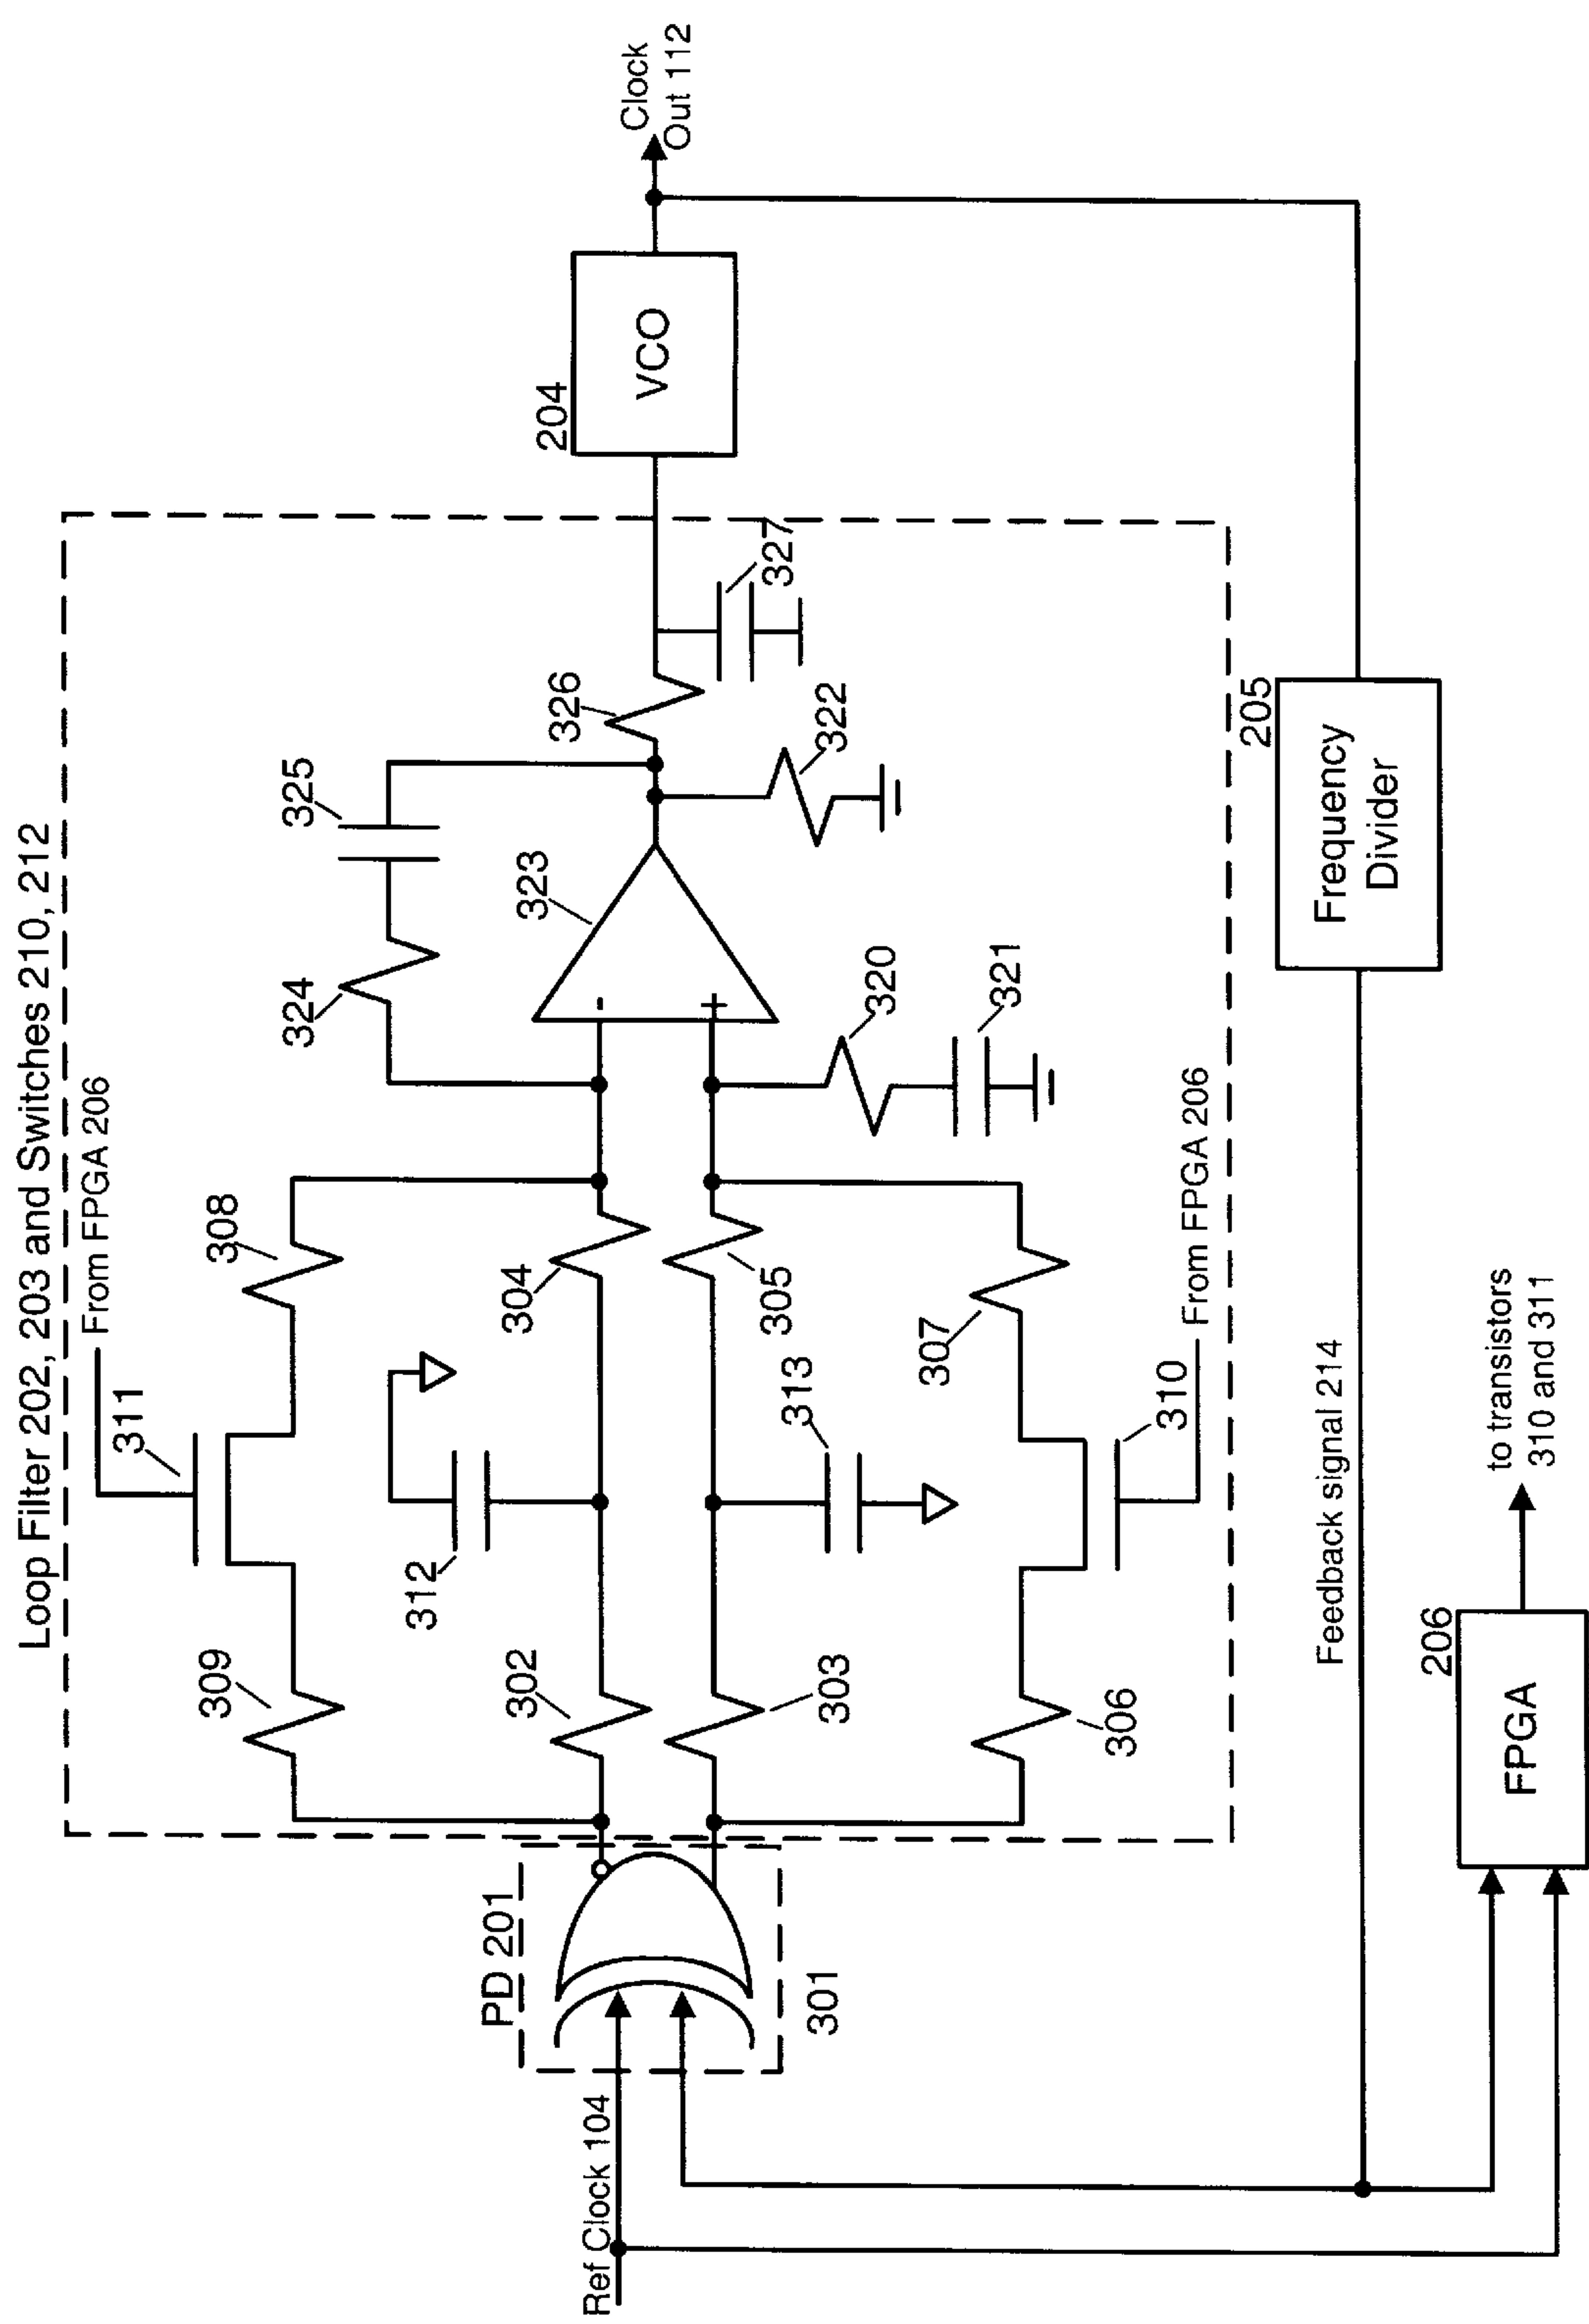 Loop Filter 202, 203 and Switches 210, 212
From FPGA 206
311
308
309
312
324
325
302
304
323
326
204
VCO
Clock
Out 112
PD 201
301
Ref Clock 104
303
305
313
320
321
322
327
306
307
310
From FPGA 206
-
+
205
Frequency
Divider
Feedback signal 214
206
FPGA
to transistors
310 and 311